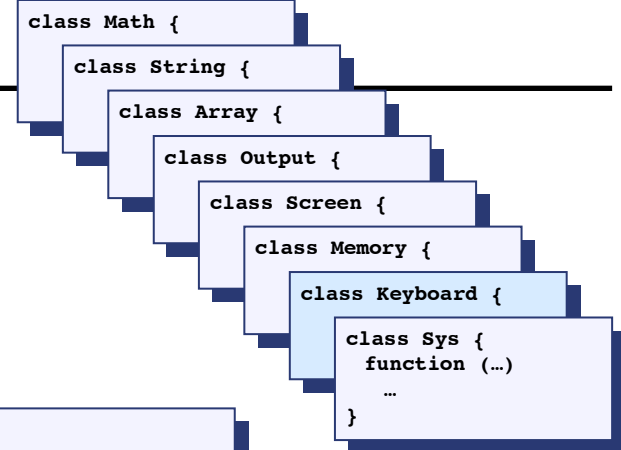 class Math {
class String {
class Array {
class Output {
class Screen {
class Memory {
class Keyboard {
class Sys {
function (…)
…
}